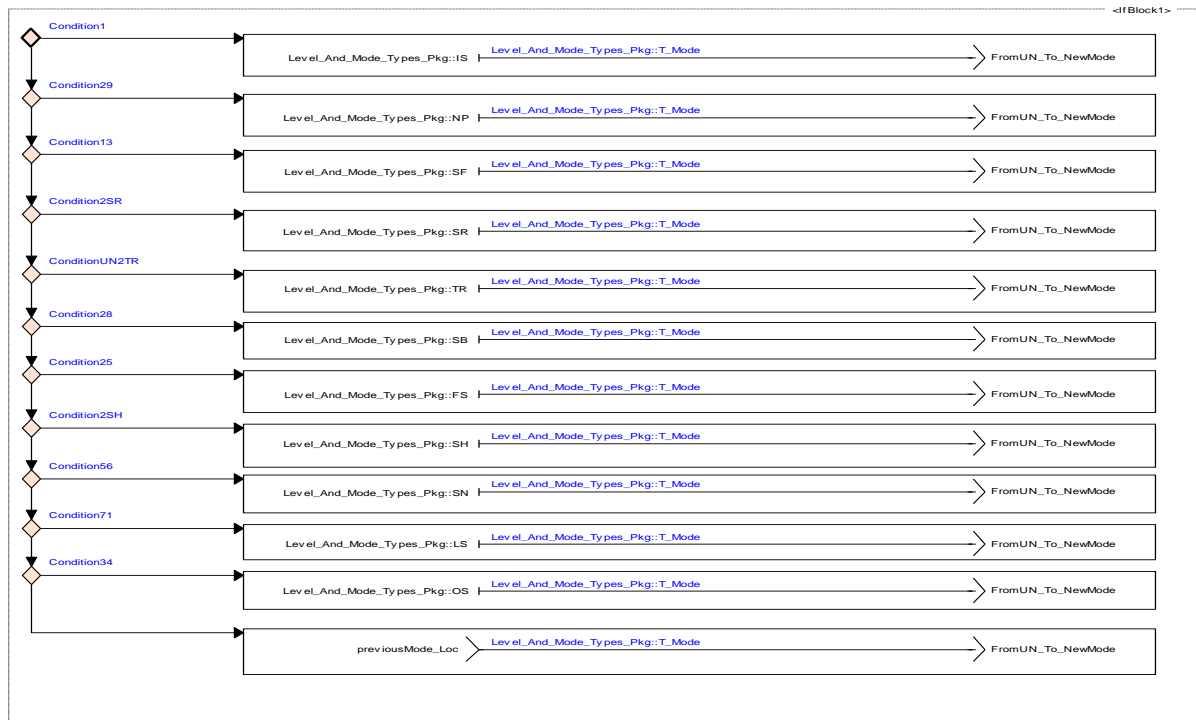 <IfBlock1>
Condition1
Level_And_Mode_Types_Pkg::IS Level_And_Mode_Types_Pkg::T_Mode FromUN_To_NewMode
Condition29
Level_And_Mode_Types_Pkg::NP Level_And_Mode_Types_Pkg::T_Mode FromUN_To_NewMode
Condition13
Level_And_Mode_Types_Pkg::SF Level_And_Mode_Types_Pkg::T_Mode FromUN_To_NewMode
Condition2SR
Level_And_Mode_Types_Pkg::SR Level_And_Mode_Types_Pkg::T_Mode FromUN_To_NewMode
ConditionUN2TR
Level_And_Mode_Types_Pkg::TR Level_And_Mode_Types_Pkg::T_Mode FromUN_To_NewMode
Condition28
Level_And_Mode_Types_Pkg::SB Level_And_Mode_Types_Pkg::T_Mode FromUN_To_NewMode
Condition25
Level_And_Mode_Types_Pkg::FS Level_And_Mode_Types_Pkg::T_Mode FromUN_To_NewMode
Condition2SH
Level_And_Mode_Types_Pkg::SH Level_And_Mode_Types_Pkg::T_Mode FromUN_To_NewMode
Condition56
Level_And_Mode_Types_Pkg::SN Level_And_Mode_Types_Pkg::T_Mode FromUN_To_NewMode
Condition71
Level_And_Mode_Types_Pkg::LS Level_And_Mode_Types_Pkg::T_Mode FromUN_To_NewMode
Condition34
Level_And_Mode_Types_Pkg::OS Level_And_Mode_Types_Pkg::T_Mode FromUN_To_NewMode
previousMode_Loc Level_And_Mode_Types_Pkg::T_Mode FromUN_To_NewMode